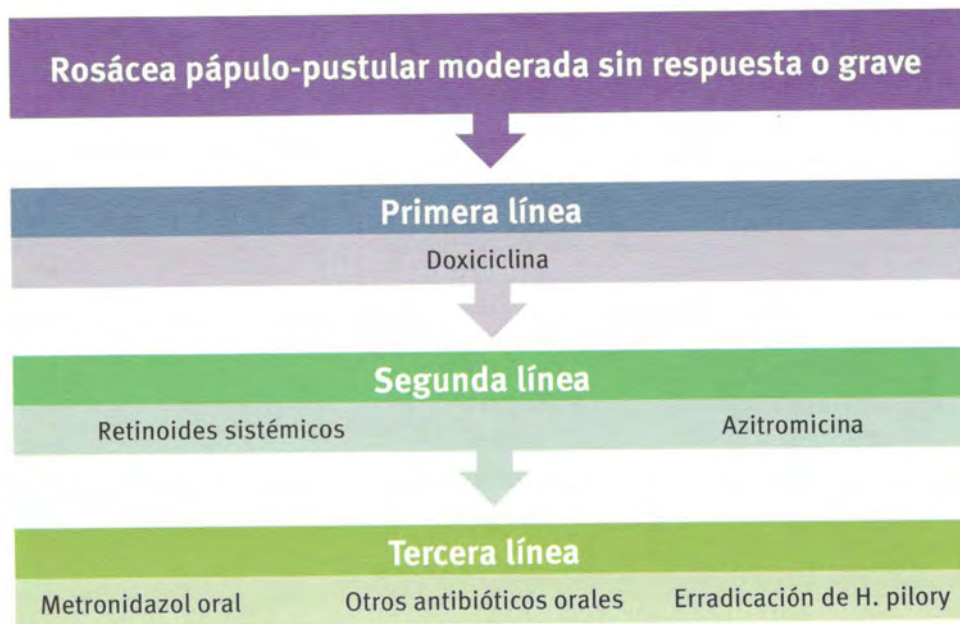 Rosácea pápulo-pustular moderada sin respuesta o grave
Primera línea
Doxiciclina
Segunda línea
Retinoides sistémicos Azitromicina
Tercera línea
Metronidazol oral Otros antibióticos orales Erradicación de H. pilory